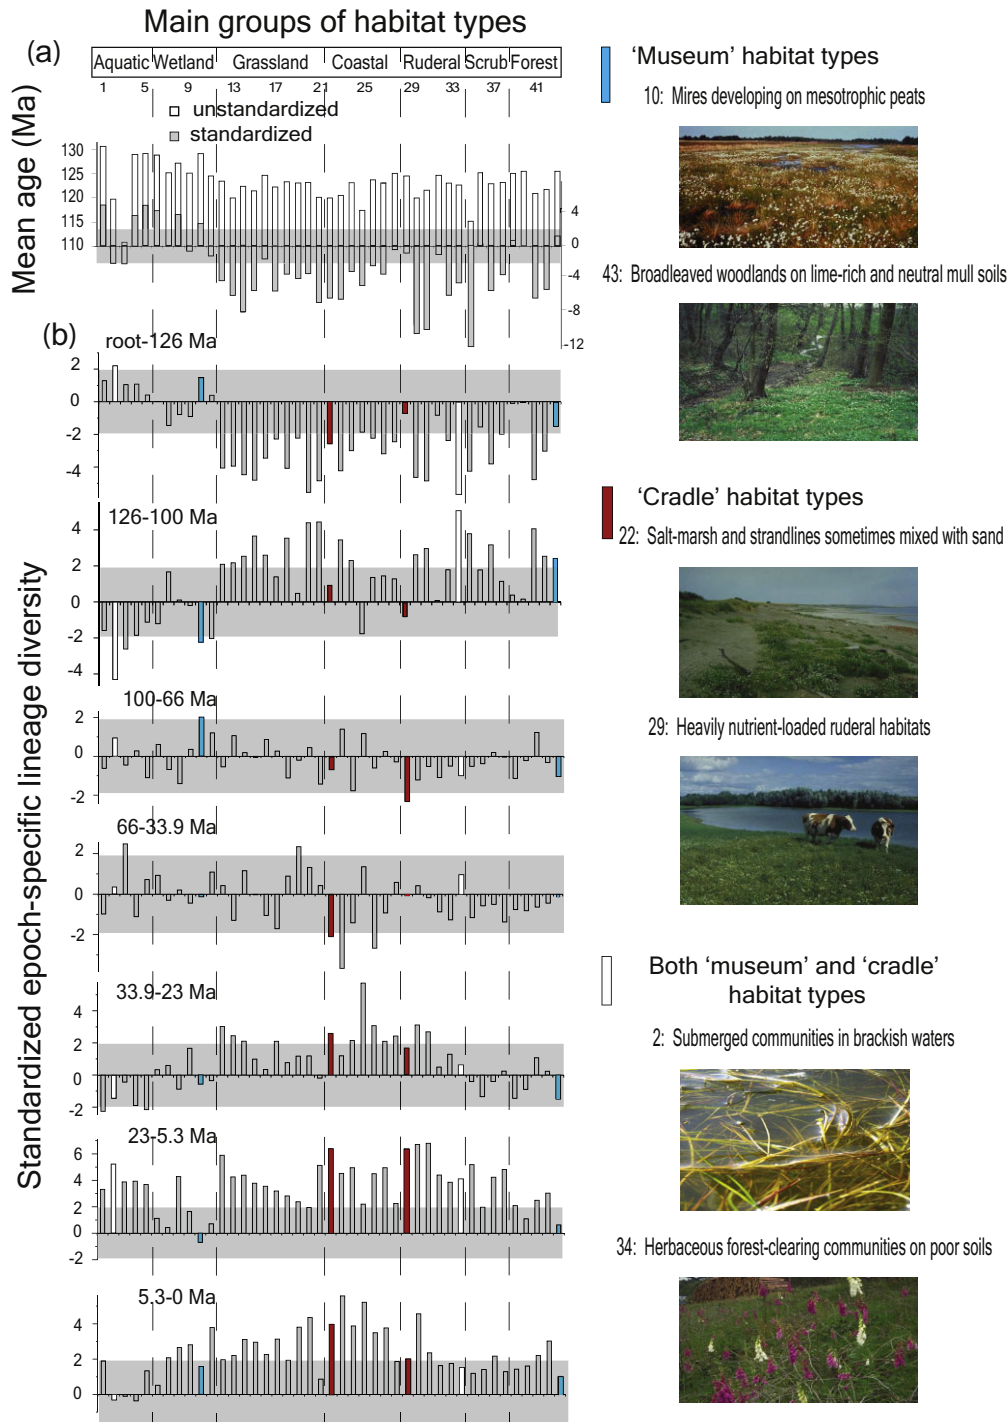 Main groups of habitat types
(a)
Aquatic Wetland Grassland Coastal Ruderal Scrub Forest
1 5 9 13 17 21 25 29 33 37 41
unstandardized
standardized
Mean age (Ma)
130
125
120
115
110
4
0
-4
-8
-12
(b)
Standardized epoch-specific lineage diversity
root-126 Ma
2
0
-2
-4
126-100 Ma
4
2
0
-2
-4
100-66 Ma
2
0
-2
66-33.9 Ma
2
0
-2
33.9-23 Ma
4
2
0
-2
23-5.3 Ma
6
4
2
0
-2
5.3-0 Ma
4
2
0
'Museum' habitat types
10: Mires developing on mesotrophic peats
43: Broadleaved woodlands on lime-rich and neutral mull soils
'Cradle' habitat types
22: Salt-marsh and strandlines sometimes mixed with sand
29: Heavily nutrient-loaded ruderal habitats
Both 'museum' and 'cradle'
habitat types
2: Submerged communities in brackish waters
34: Herbaceous forest-clearing communities on poor soils